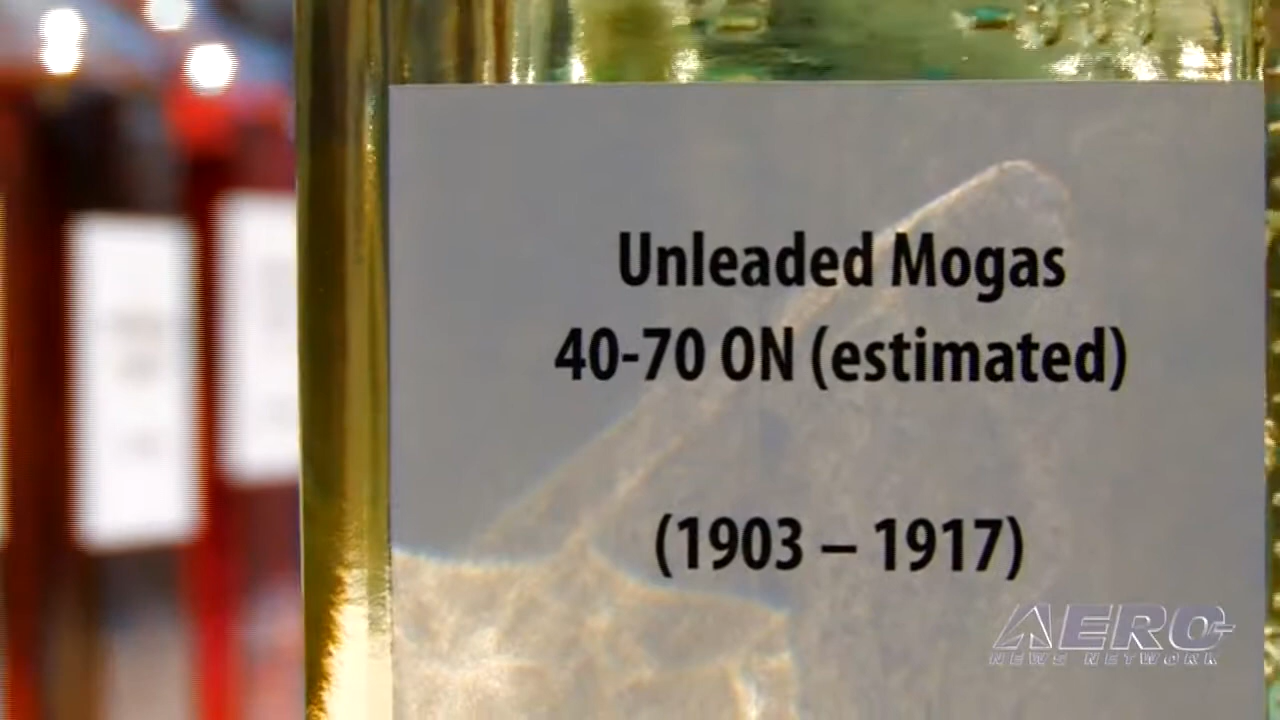 Unleaded Mogas
40-70 ON (estimated)
(1903 – 1917)
AERO
NEWS NETWORK